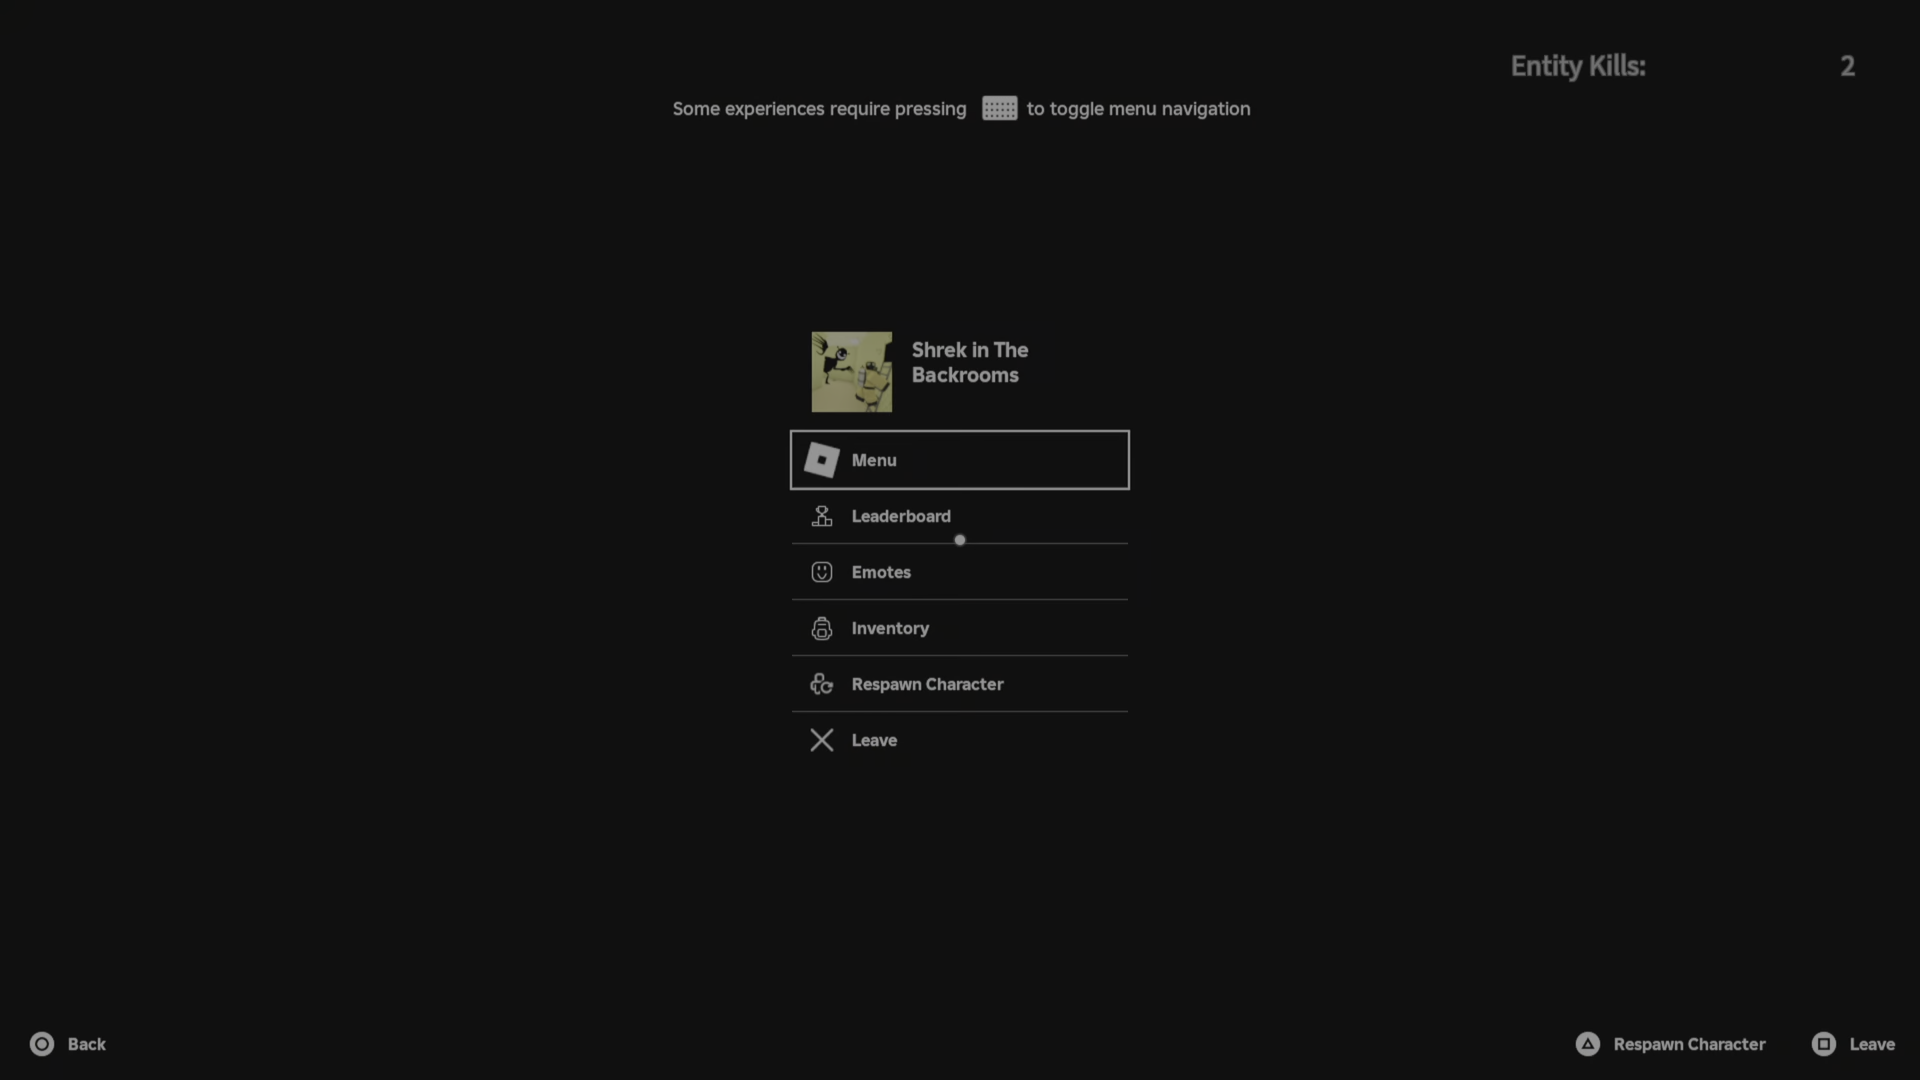 Entity Kills: 2
Some experiences require pressing to toggle menu navigation
Shrek in The
Backrooms
Menu
Leaderboard
Emotes
Inventory
Respawn Character
Leave
Back
Respawn Character
Leave